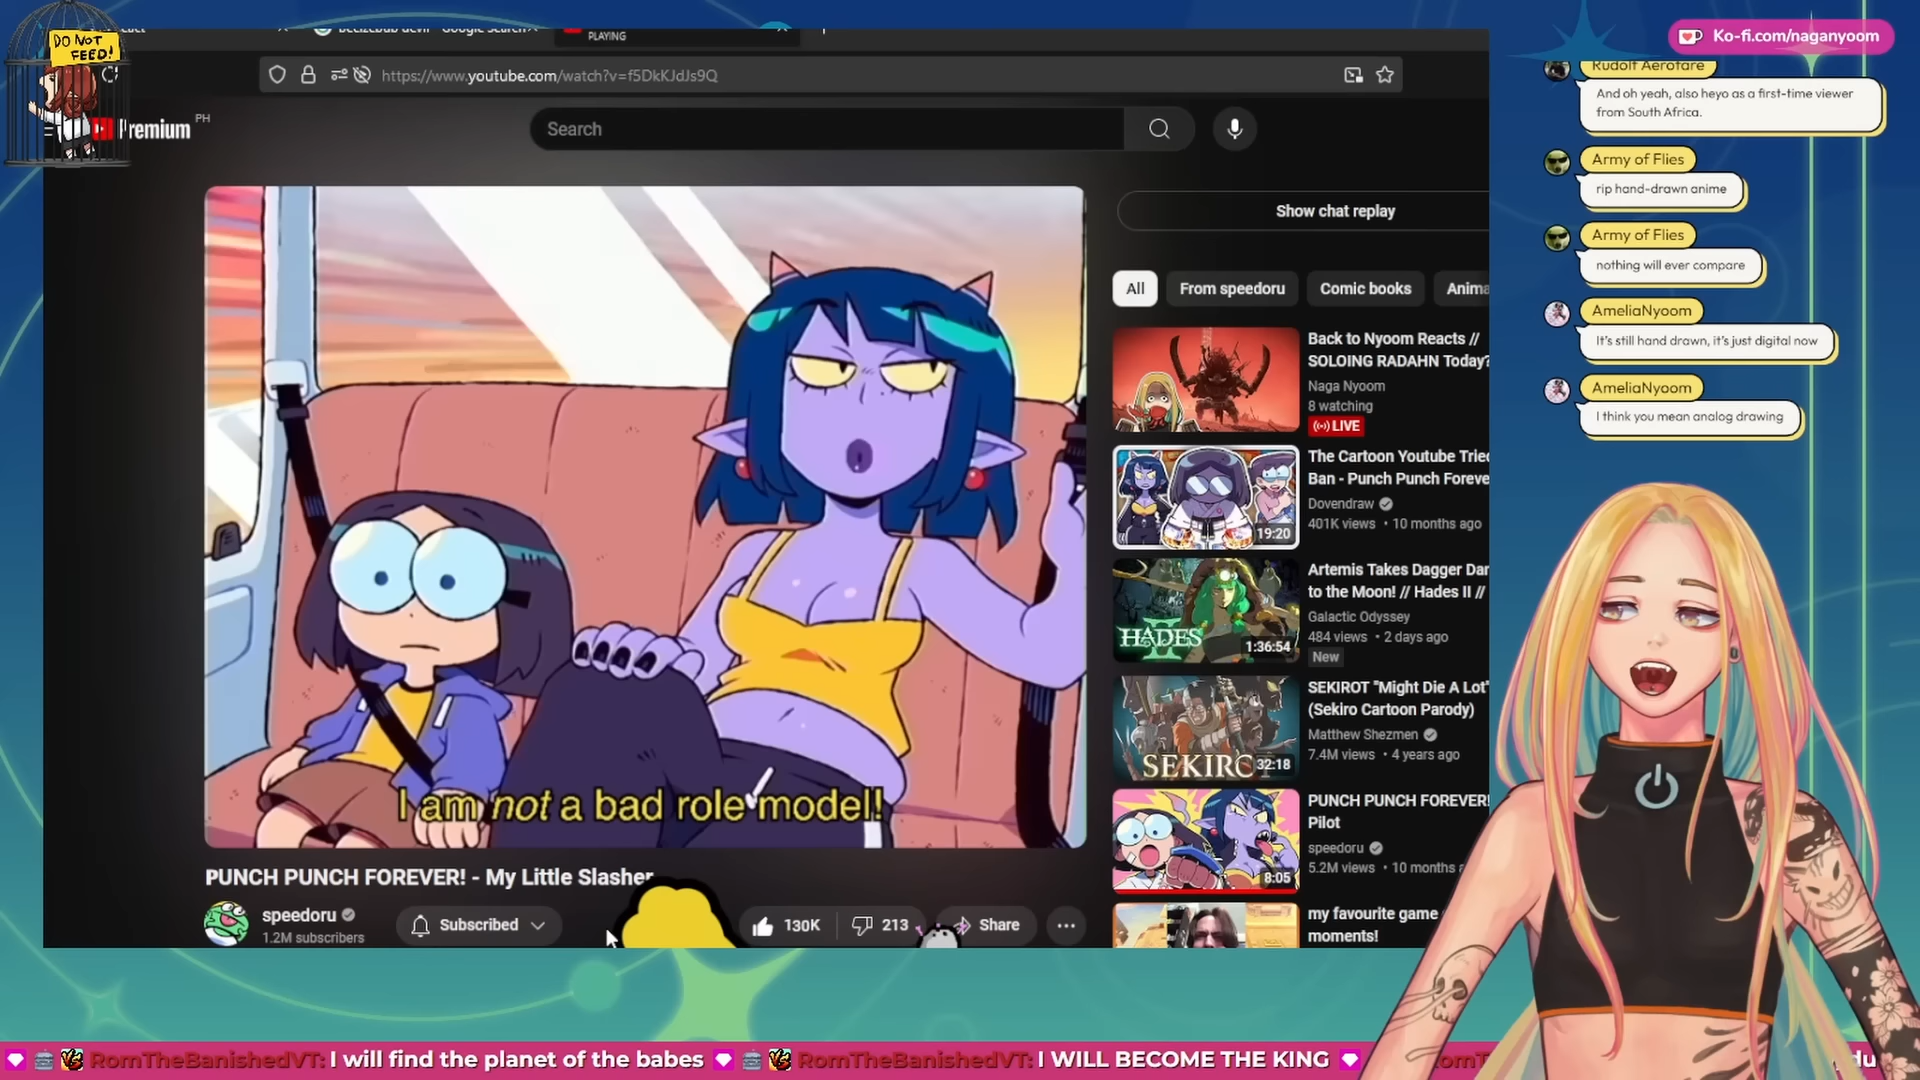 DO NOT
FEED!
beelzebub devil - Google Search
PLAYING
https://www.youtube.com/watch?v=f5DkKJdJs9Q
Premium
PH
Search
I am not a bad role model!
PUNCH PUNCH FOREVER! - My Little Slasher
speedoru
1.2M subscribers
Subscribed
130K
213
Share
Show chat replay
All
From speedoru
Comic books
Anima
Back to Nyoom Reacts //
SOLOING RADAHN Today?
Naga Nyoom
8 watching
LIVE
The Cartoon Youtube Tried
Ban - Punch Punch Foreve
Dovendraw
401K views • 10 months ago
19:20
Artemis Takes Dagger Dar
to the Moon! // Hades II //
Galactic Odyssey
484 views • 2 days ago
New
HADES
II
1:36:54
SEKIROT "Might Die A Lot"
(Sekiro Cartoon Parody)
Matthew Shezmen
7.4M views • 4 years ago
SEKIRO
32:18
PUNCH PUNCH FOREVER!
Pilot
speedoru
5.2M views • 10 months a
8:05
my favourite game
moments!
Ko-fi.com/naganyoom
Rudolf Aerofare
And oh yeah, also heyo as a first-time viewer
from South Africa.
Army of Flies
rip hand-drawn anime
Army of Flies
nothing will ever compare
AmeliaNyoom
It's still hand drawn, it's just digital now
AmeliaNyoom
I think you mean analog drawing
RomTheBanishedVT: I will find the planet of the babes
RomTheBanishedVT: I WILL BECOME THE KING